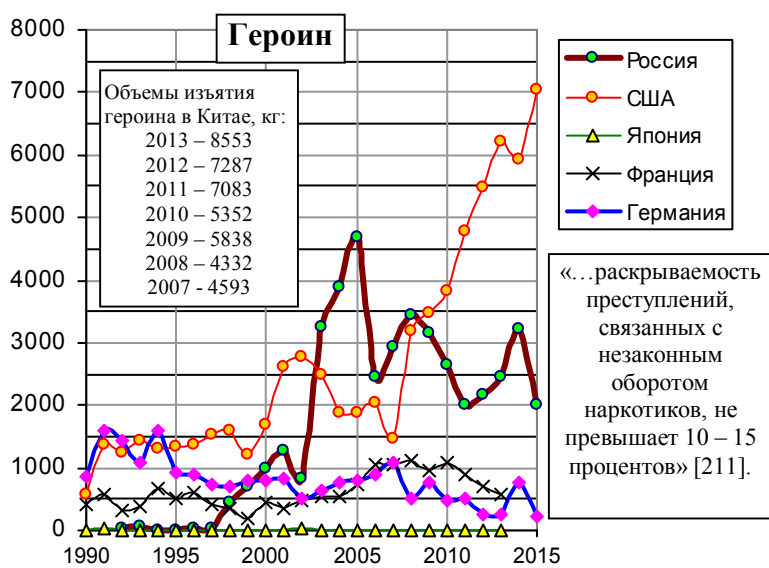 Героин
8000
7000
6000
5000
4000
3000
2000
1000
0
1990
1995
2000
2005
2010
2015
Объемы изъятия
героина в Китае, кг:
2013 – 8553
2012 – 7287
2011 – 7083
2010 – 5352
2009 – 5838
2008 – 4332
2007 - 4593
Россия
США
Япония
Франция
Германия
«…раскрываемость
преступлений,
связанных с
незаконным
оборотом
наркотиков, не
превышает 10 – 15
процентов» [211].